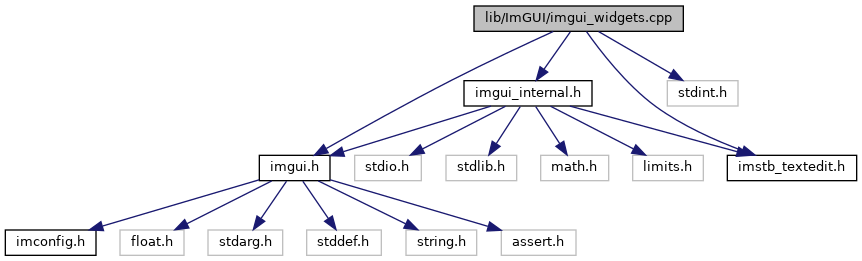 lib/ImGUI/imgui_widgets.cpp
imgui_internal.h
stdint.h
imgui.h
stdio.h
stdlib.h
math.h
limits.h
imstb_textedit.h
imconfig.h
float.h
stdarg.h
stddef.h
string.h
assert.h